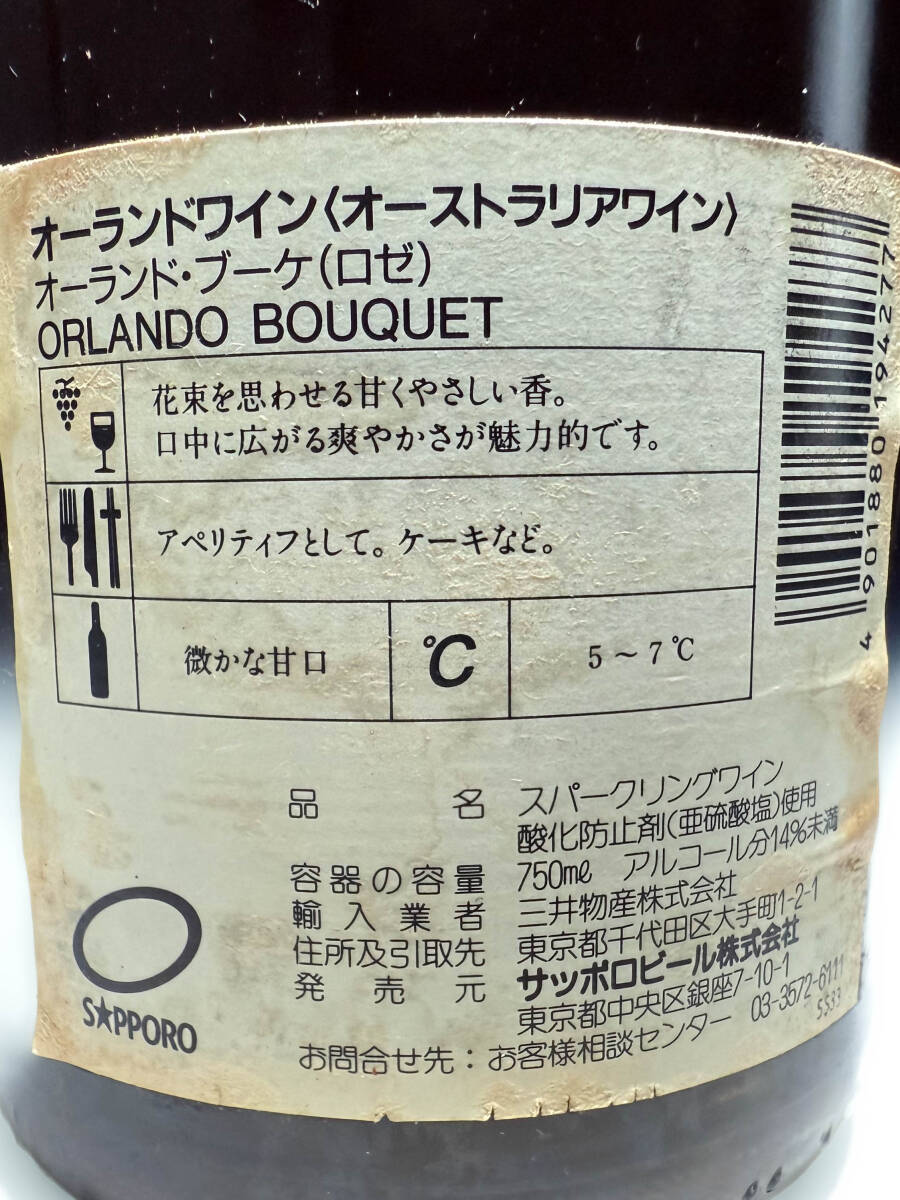 オーランドワイン〈オーストラリアワイン〉
オーランド・ブーケ(ロゼ)
ORLANDO BOUQUET
花束を思わせる甘くやさしい香。
口中に広がる爽やかさが魅力的です。
アペリティフとして。ケーキなど。
微かな甘口 ℃ 5～7℃
4901880194277
品名 スパークリングワイン
酸化防止剤(亜硫酸塩)使用
容器の容量 750mℓ アルコール分14%未満
輸入業者 三井物産株式会社
住所及引取先 東京都千代田区大手町1-2-1
発売元 サッポロビール株式会社
東京都中央区銀座7-10-1
お問合せ先：お客様相談センター 03-3572-6111
5533
SAPPORO